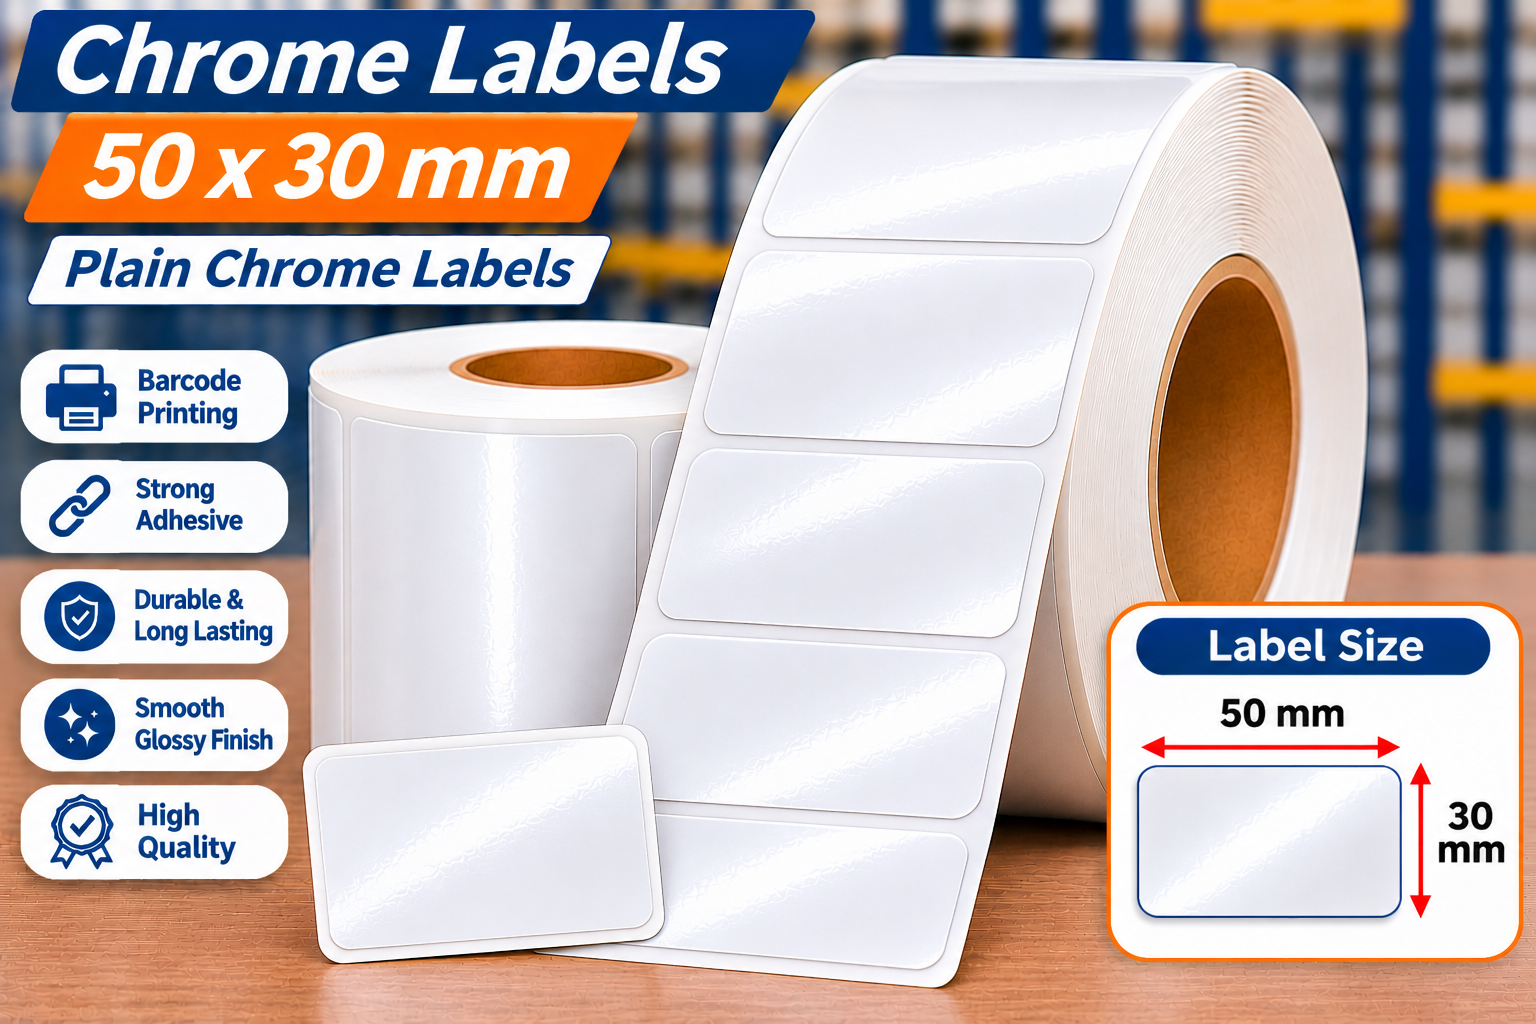 Chrome Labels
50 x 30 mm
Plain Chrome Labels
Barcode
Printing
Strong
Adhesive
Durable &
Long Lasting
Smooth
Glossy Finish
High
Quality
Label Size
50 mm
30
mm